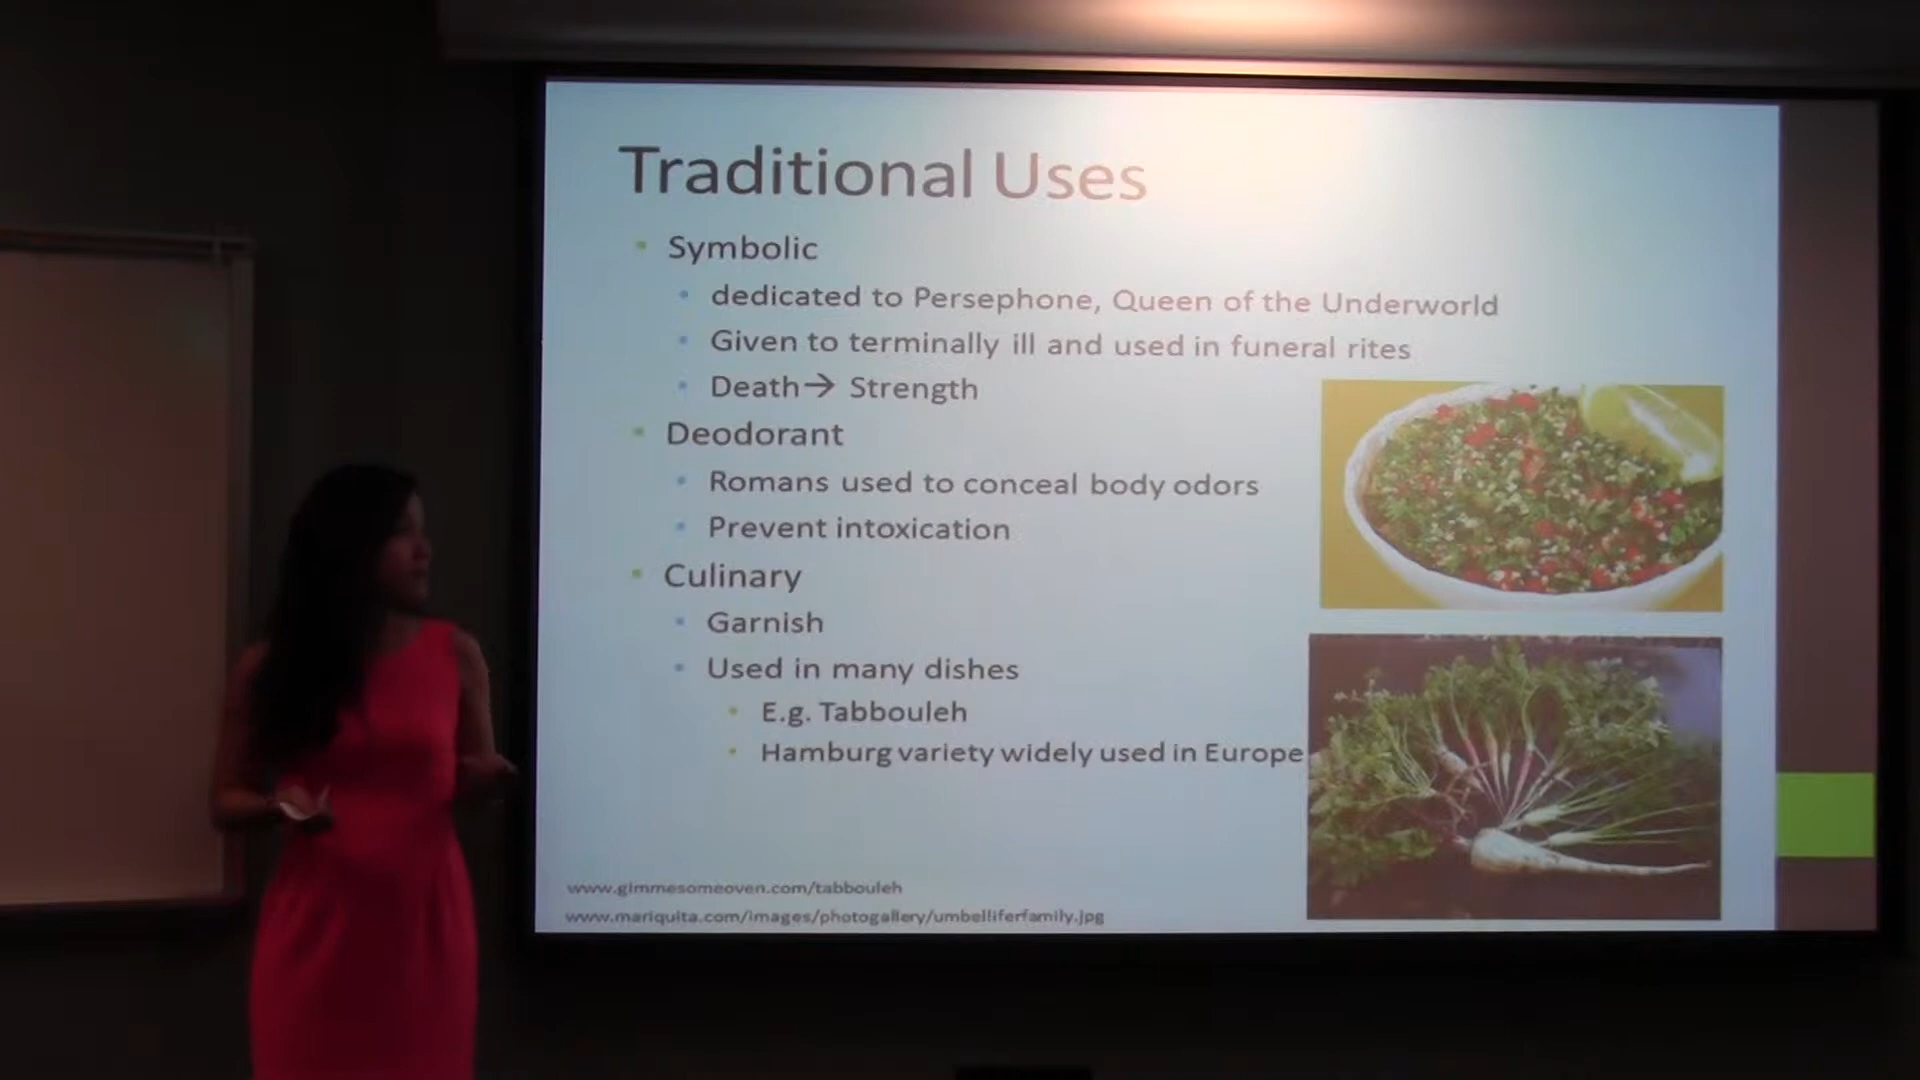 Traditional Uses
Symbolic
dedicated to Persephone, Queen of the Underworld
Given to terminally ill and used in funeral rites
Death→ Strength
Deodorant
Romans used to conceal body odors
Prevent intoxication
Culinary
Garnish
Used in many dishes
E.g. Tabbouleh
Hamburg variety widely used in Europe
www.gimmesomeoven.com/tabbouleh
www.mariquita.com/images/photogallery/umbelliferfamily.jpg